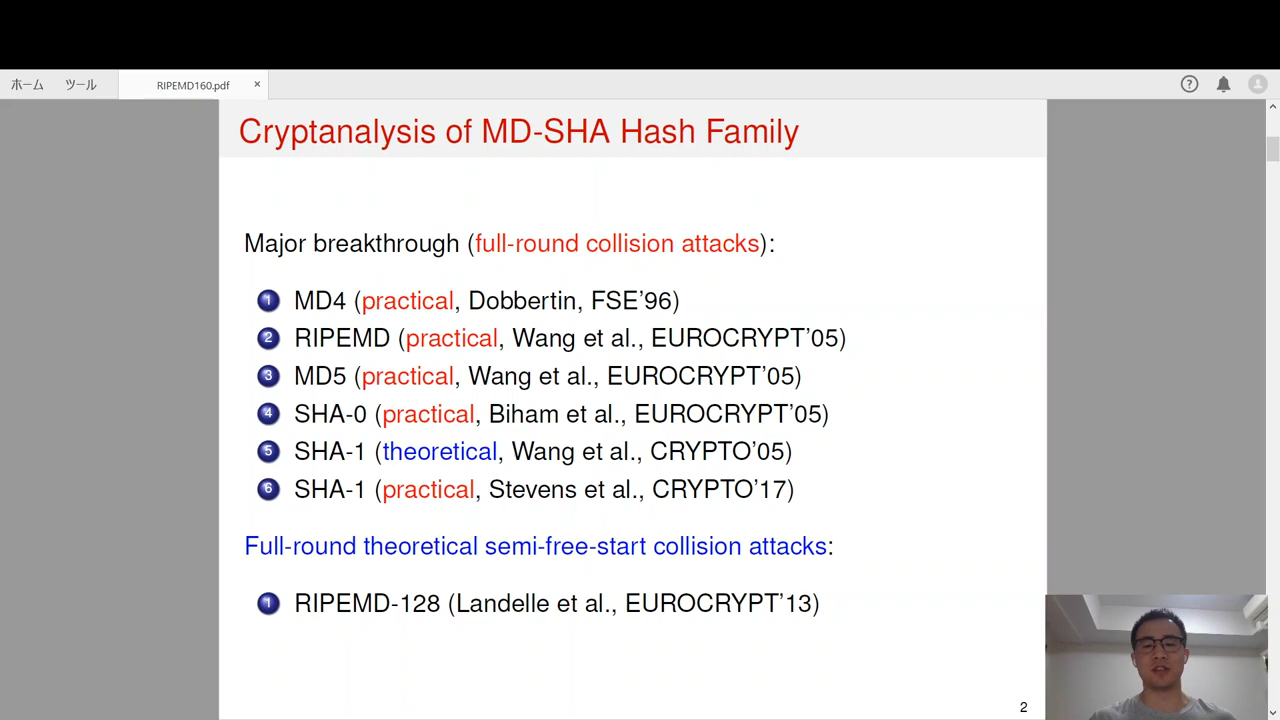 ホーム ツール RIPEMD160.pdf × ?
Cryptanalysis of MD-SHA Hash Family
Major breakthrough (full-round collision attacks):
1 MD4 (practical, Dobbertin, FSE'96)
2 RIPEMD (practical, Wang et al., EUROCRYPT'05)
3 MD5 (practical, Wang et al., EUROCRYPT'05)
4 SHA-0 (practical, Biham et al., EUROCRYPT'05)
5 SHA-1 (theoretical, Wang et al., CRYPTO'05)
6 SHA-1 (practical, Stevens et al., CRYPTO'17)
Full-round theoretical semi-free-start collision attacks:
1 RIPEMD-128 (Landelle et al., EUROCRYPT'13)
2